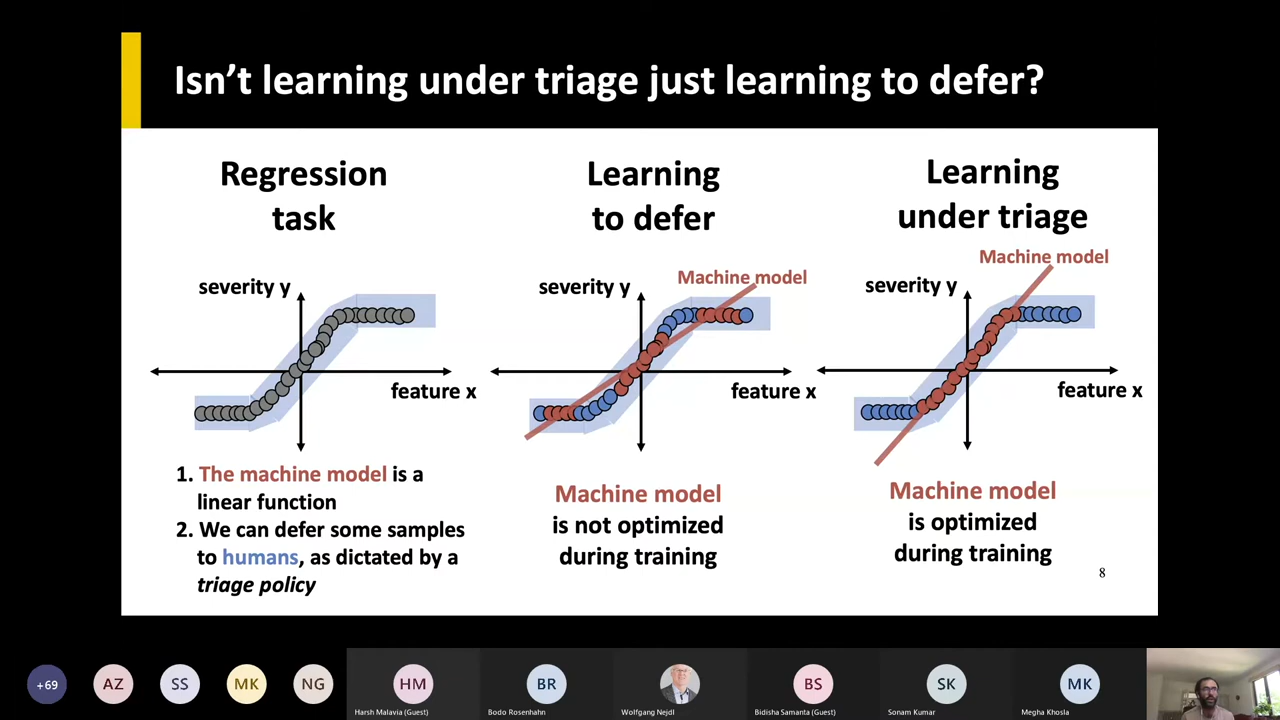 Isn't learning under triage just learning to defer?
Regression
task
severity y
feature x
1. The machine model is a
linear function
2. We can defer some samples
to humans, as dictated by a
triage policy
Learning
to defer
Machine model
severity y
feature x
Machine model
is not optimized
during training
Learning
under triage
Machine model
severity y
feature x
Machine model
is optimized
during training
8
+69
AZ
SS
MK
NG
HM
Harsh Malavia (Guest)
BR
Bodo Rosenhahn
Wolfgang Nejdl
BS
Bidisha Samanta (Guest)
SK
Sonam Kumar
MK
Megha Khosla